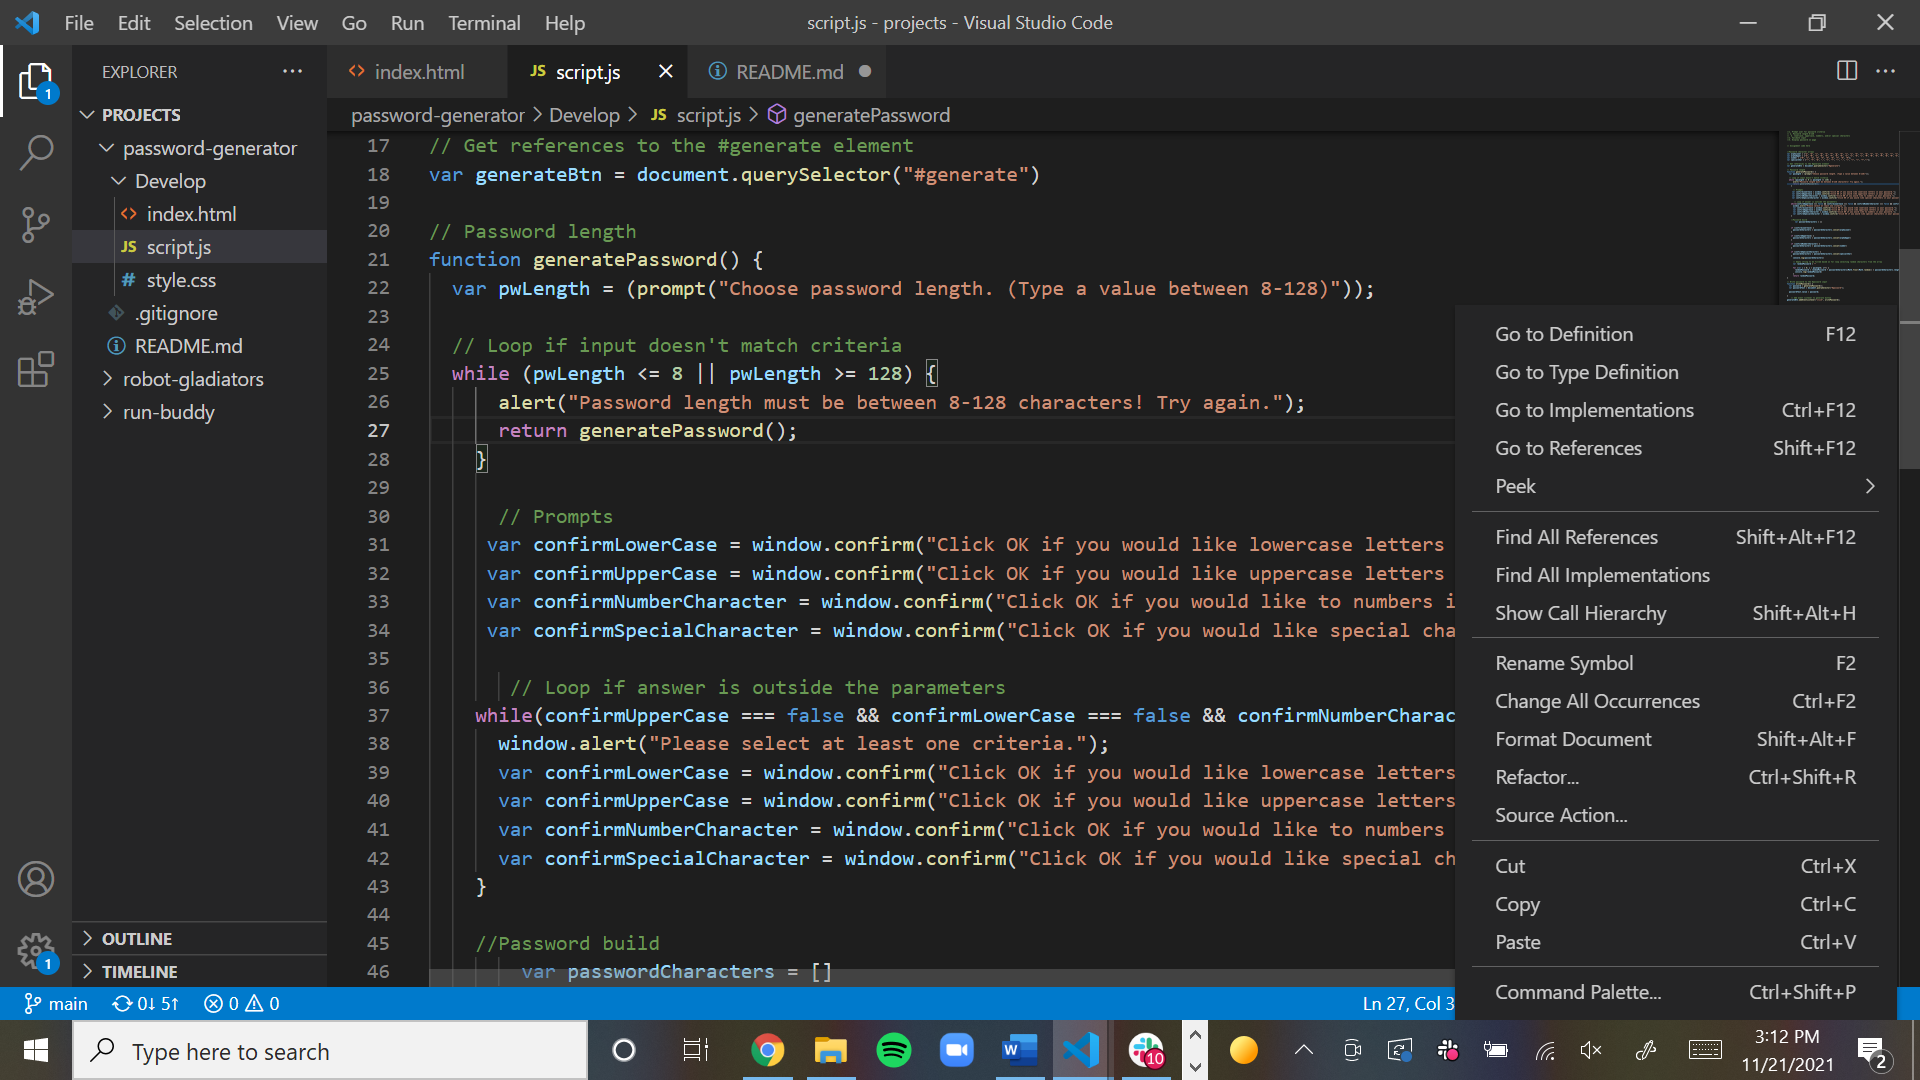 File Edit Selection View Go Run Terminal Help
script.js - projects - Visual Studio Code
EXPLORER
index.html
JS script.js
README.md
1
PROJECTS
password-generator
Develop
index.html
JS script.js
# style.css
.gitignore
README.md
robot-gladiators
run-buddy
OUTLINE
TIMELINE
1
password-generator > Develop > JS script.js > generatePassword
17 // Get references to the #generate element
18 var generateBtn = document.querySelector("#generate")
19
20 // Password length
21 function generatePassword() {
22 var pwLength = (prompt("Choose password length. (Type a value between 8-128)"));
23
24 // Loop if input doesn't match criteria
25 while (pwLength <= 8 || pwLength >= 128) {
26 alert("Password length must be between 8-128 characters! Try again.");
27 return generatePassword();
28 }
29
30 // Prompts
31 var confirmLowerCase = window.confirm("Click OK if you would like lowercase letters
32 var confirmUpperCase = window.confirm("Click OK if you would like uppercase letters
33 var confirmNumberCharacter = window.confirm("Click OK if you would like to numbers i
34 var confirmSpecialCharacter = window.confirm("Click OK if you would like special cha
35
36 // Loop if answer is outside the parameters
37 while(confirmUpperCase === false && confirmLowerCase === false && confirmNumberCharac
38 window.alert("Please select at least one criteria.");
39 var confirmLowerCase = window.confirm("Click OK if you would like lowercase letters
40 var confirmUpperCase = window.confirm("Click OK if you would like uppercase letters
41 var confirmNumberCharacter = window.confirm("Click OK if you would like to numbers
42 var confirmSpecialCharacter = window.confirm("Click OK if you would like special ch
43 }
44
45 //Password build
46 var passwordCharacters = []
Go to Definition F12
Go to Type Definition
Go to Implementations Ctrl+F12
Go to References Shift+F12
Peek
Find All References Shift+Alt+F12
Find All Implementations
Show Call Hierarchy Shift+Alt+H
Rename Symbol F2
Change All Occurrences Ctrl+F2
Format Document Shift+Alt+F
Refactor... Ctrl+Shift+R
Source Action...
Cut Ctrl+X
Copy Ctrl+C
Paste Ctrl+V
Command Palette... Ctrl+Shift+P
main 0↓ 5↑ 0 0
Ln 27, Col 3
Type here to search
W
10
3:12 PM
11/21/2021
2